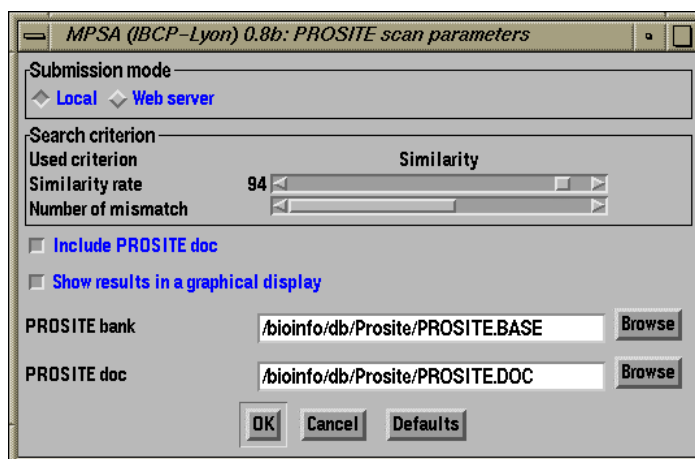 MPSA (IBCP-Lyon) 0.8b: PROSITE scan parameters
Submission mode
Local Web server
Search criterion
Used criterion Similarity
Similarity rate 94
Number of mismatch
Include PROSITE doc
Show results in a graphical display
PROSITE bank /bioinfo/db/Prosite/PROSITE.BASE Browse
PROSITE doc /bioinfo/db/Prosite/PROSITE.DOC Browse
OK Cancel Defaults